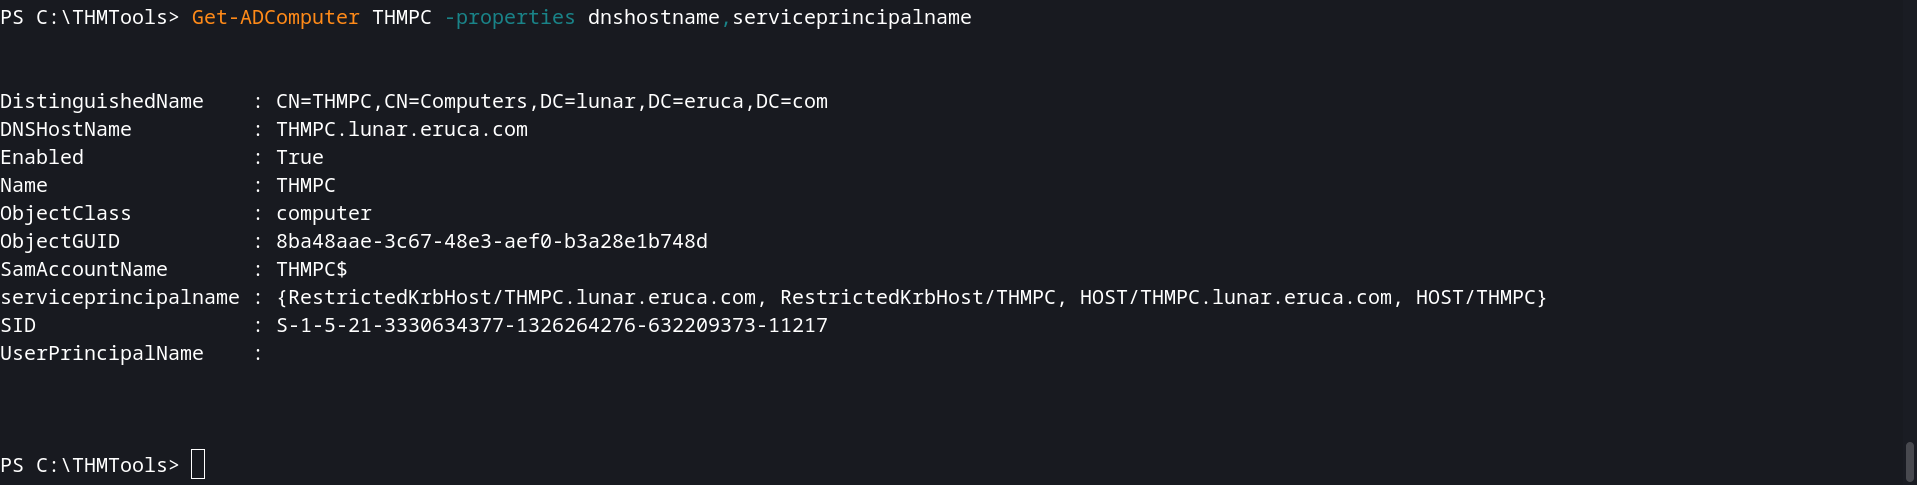 PS C:\THMTools> Get-ADComputer THMPC -properties dnshostname,serviceprincipalname
DistinguishedName    : CN=THMPC,CN=Computers,DC=lunar,DC=eruca,DC=com
DNSHostName          : THMPC.lunar.eruca.com
Enabled              : True
Name                 : THMPC
ObjectClass          : computer
ObjectGUID           : 8ba48aae-3c67-48e3-aef0-b3a28e1b748d
SamAccountName       : THMPC$
serviceprincipalname : {RestrictedKrbHost/THMPC.lunar.eruca.com, RestrictedKrbHost/THMPC, HOST/THMPC.lunar.eruca.com, HOST/THMPC}
SID                  : S-1-5-21-3330634377-1326264276-632209373-11217
UserPrincipalName    :
PS C:\THMTools>